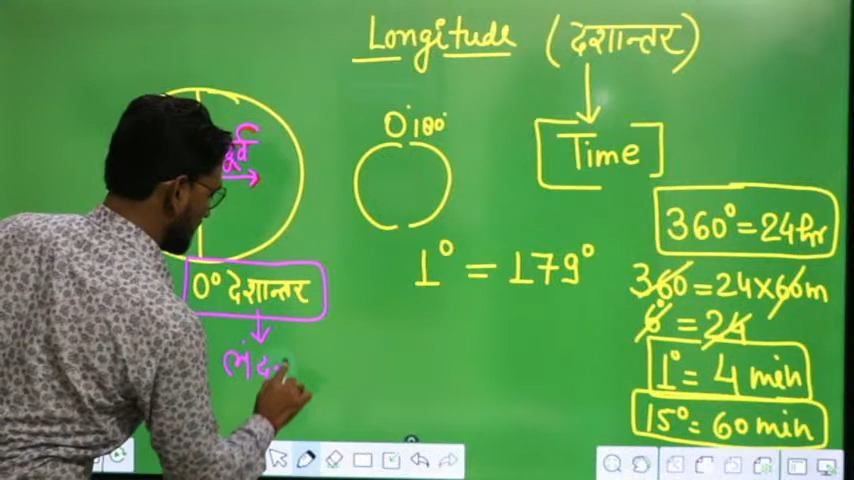 Longitude (देशान्तर)
0° 180°
Time
पूर्व
360° = 24hr
1° = 179°
360 = 24×60m
0° देशान्तर
6° = 24
1° = 4 min
15° = 60 min